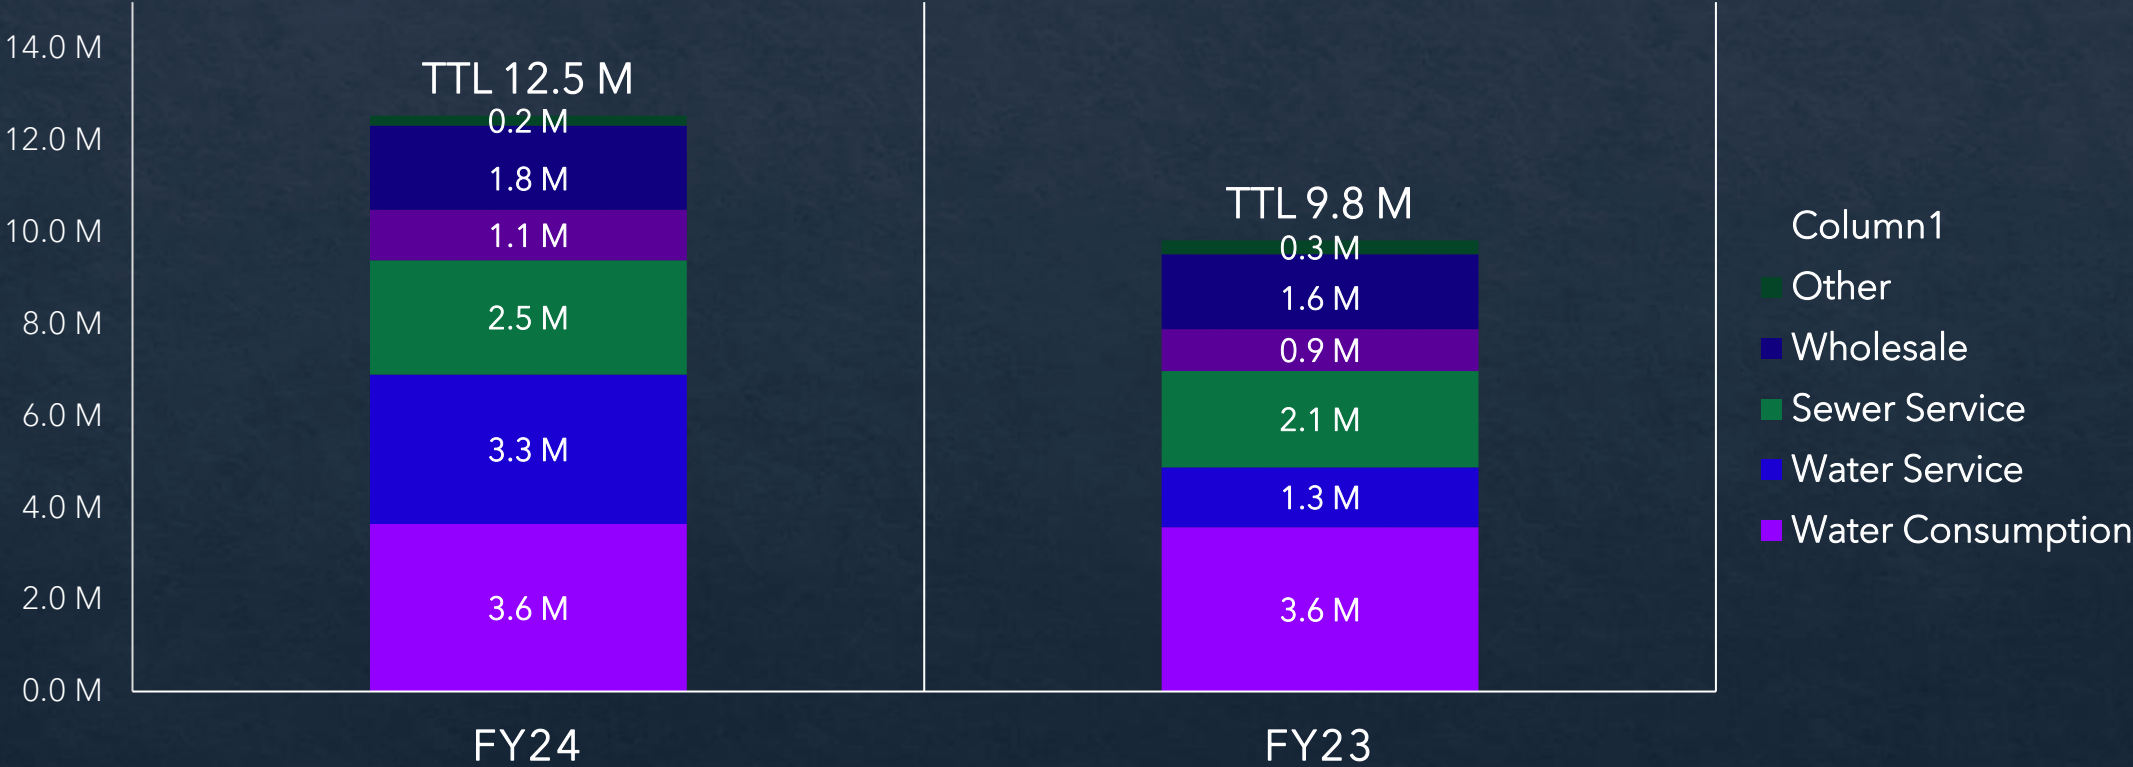 14.0 M
12.0 M
10.0 M
8.0 M
6.0 M
4.0 M
2.0 M
0.0 M
TTL 12.5 M
0.2 M
1.8 M
1.1 M
2.5 M
3.3 M
3.6 M
FY24
TTL 9.8 M
0.3 M
1.6 M
0.9 M
2.1 M
1.3 M
3.6 M
FY23
Column1
Other
Wholesale
Sewer Service
Water Service
Water Consumption